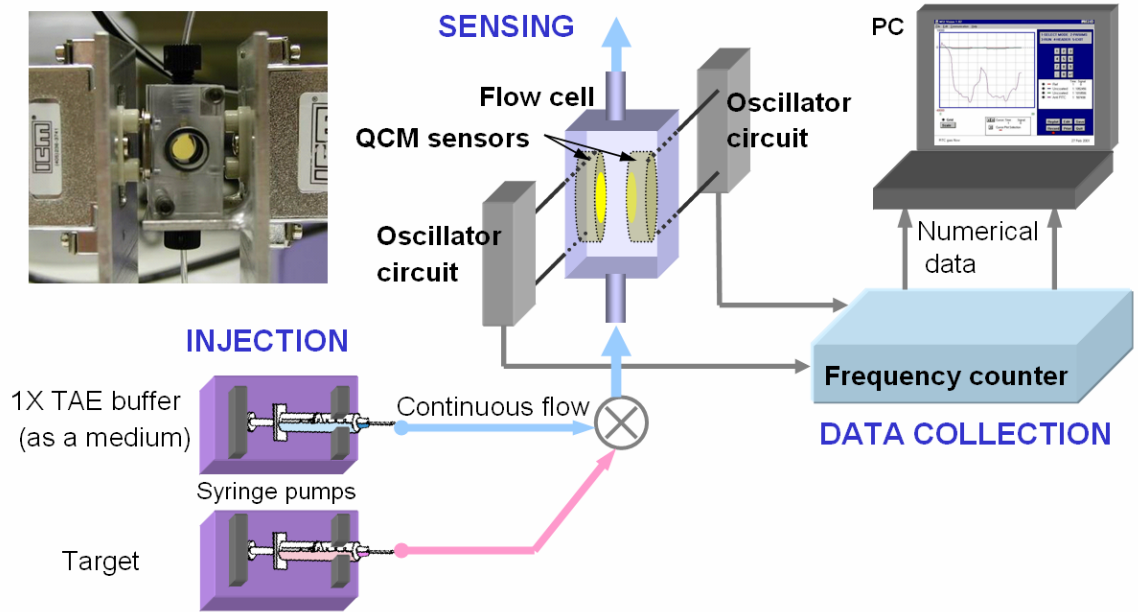 SENSING
PC
Flow cell
QCM sensors
Oscillator
circuit
Oscillator
circuit
Numerical
data
INJECTION
1X TAE buffer
(as a medium)
Continuous flow
Frequency counter
DATA COLLECTION
Syringe pumps
Target
ICM